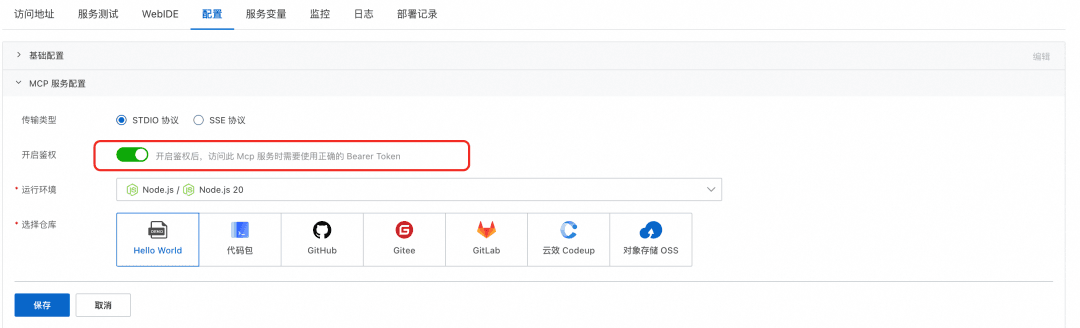 访问地址 服务测试 WebIDE 配置 服务变量 监控 日志 部署记录
基础配置 编辑
MCP 服务配置
传输类型 STDIO 协议 SSE 协议
开启鉴权 开启鉴权后，访问此 Mcp 服务时需要使用正确的 Bearer Token
* 运行环境 Node.js / Node.js 20
* 选择仓库
DEMO
Hello World 代码包 GitHub Gitee GitLab 云效 Codeup 对象存储 OSS
保存 取消